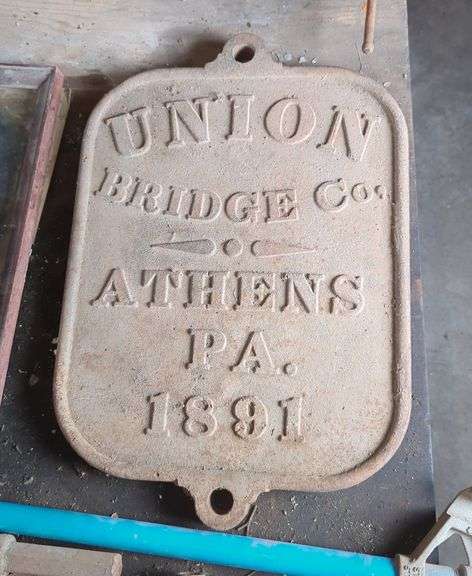 UNION
BRIDGE Co.
ATHENS
PA.
1891